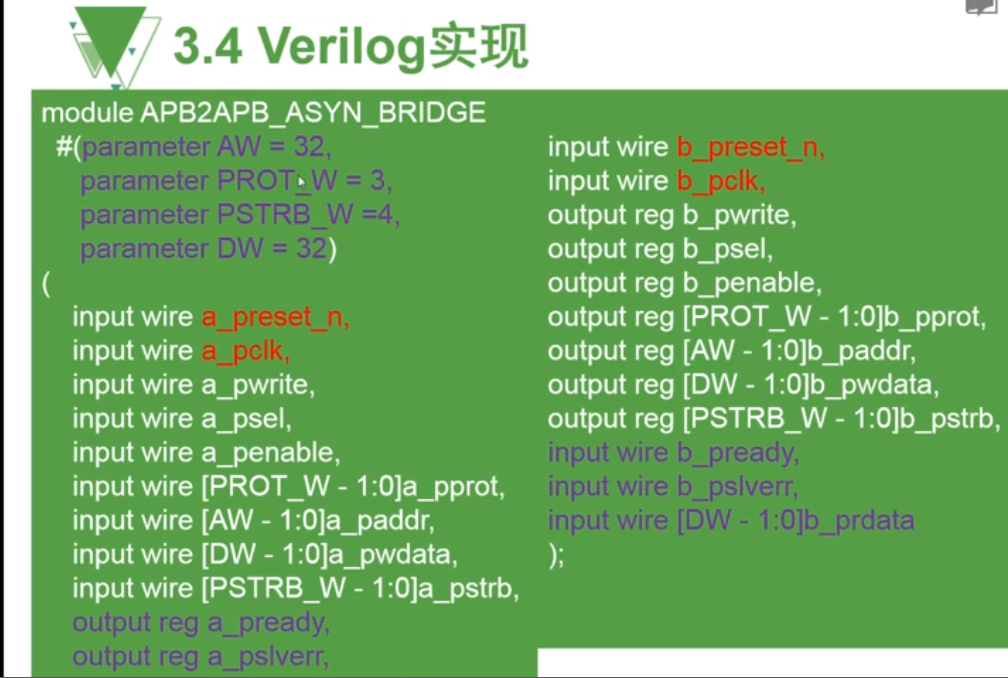 3.4 Verilog实现
module APB2APB_ASYN_BRIDGE
#(parameter AW = 32,
parameter PROT_W = 3,
parameter PSTRB_W =4,
parameter DW = 32)
(
input wire a_preset_n,
input wire a_pclk,
input wire a_pwrite,
input wire a_psel,
input wire a_penable,
input wire [PROT_W - 1:0]a_pprot,
input wire [AW - 1:0]a_paddr,
input wire [DW - 1:0]a_pwdata,
input wire [PSTRB_W - 1:0]a_pstrb,
output reg a_pready,
output reg a_pslverr,
input wire b_preset_n,
input wire b_pclk,
output reg b_pwrite,
output reg b_psel,
output reg b_penable,
output reg [PROT_W - 1:0]b_pprot,
output reg [AW - 1:0]b_paddr,
output reg [DW - 1:0]b_pwdata,
output reg [PSTRB_W - 1:0]b_pstrb,
input wire b_pready,
input wire b_pslverr,
input wire [DW - 1:0]b_prdata
);